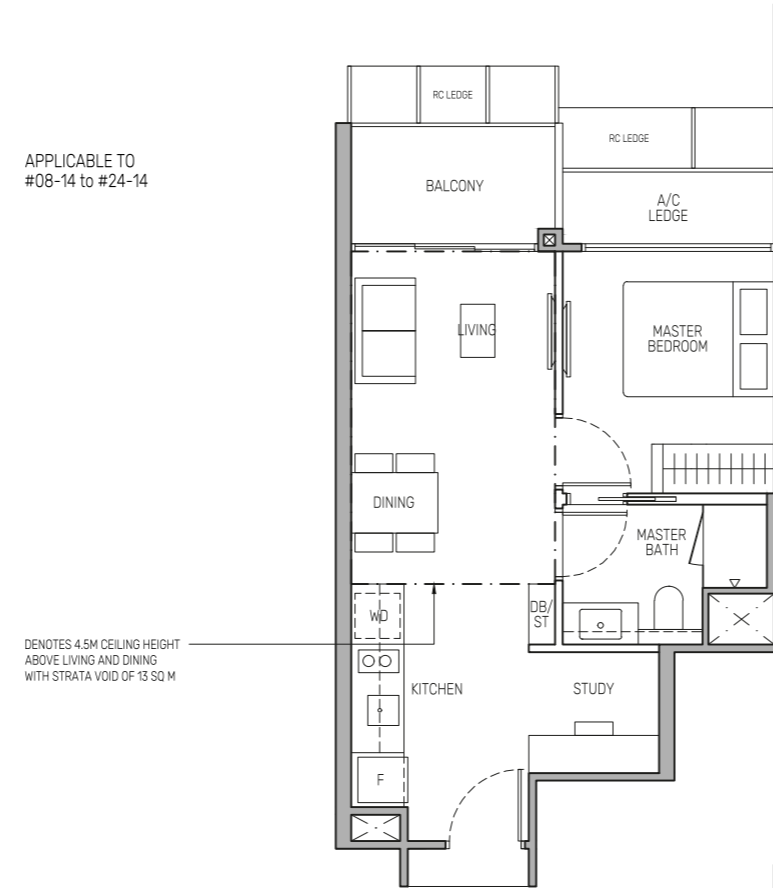 RC LEDGE
RC LEDGE
APPLICABLE TO
#08-14 to #24-14
BALCONY
A/C
LEDGE
LIVING
MASTER
BEDROOM
DINING
MASTER
BATH
WD
DB/
ST
DENOTES 4.5M CEILING HEIGHT
ABOVE LIVING AND DINING
WITH STRATA VOID OF 13 SQ M
KITCHEN
STUDY
F